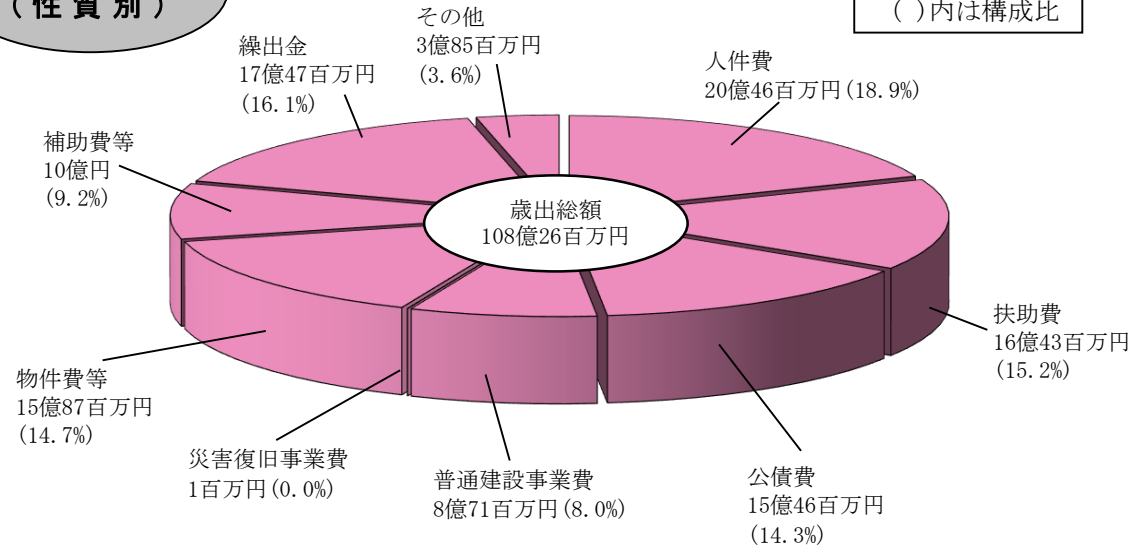 (性質別)
( )内は構成比
その他
3億85百万円
(3.6%)
繰出金
17億47百万円
(16.1%)
人件費
20億46百万円(18.9%)
補助費等
10億円
(9.2%)
歳出総額
108億26百万円
扶助費
16億43百万円
(15.2%)
物件費等
15億87百万円
(14.7%)
災害復旧事業費
1百万円(0.0%)
普通建設事業費
8億71百万円(8.0%)
公債費
15億46百万円
(14.3%)